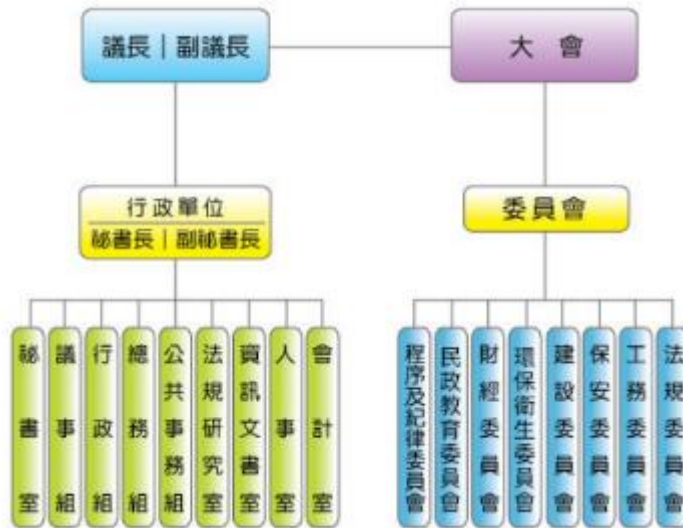 議長｜副議長
大會
行政單位
祕書長｜副祕書長
委員會
祕書室
議事組
行政組
總務組
公共事務組
法規研究室
資訊文書室
人事室
會計室
程序及紀律委員會
民政教育委員會
財經委員會
環保衛生委員會
建設委員會
保安委員會
工務委員會
法規委員會